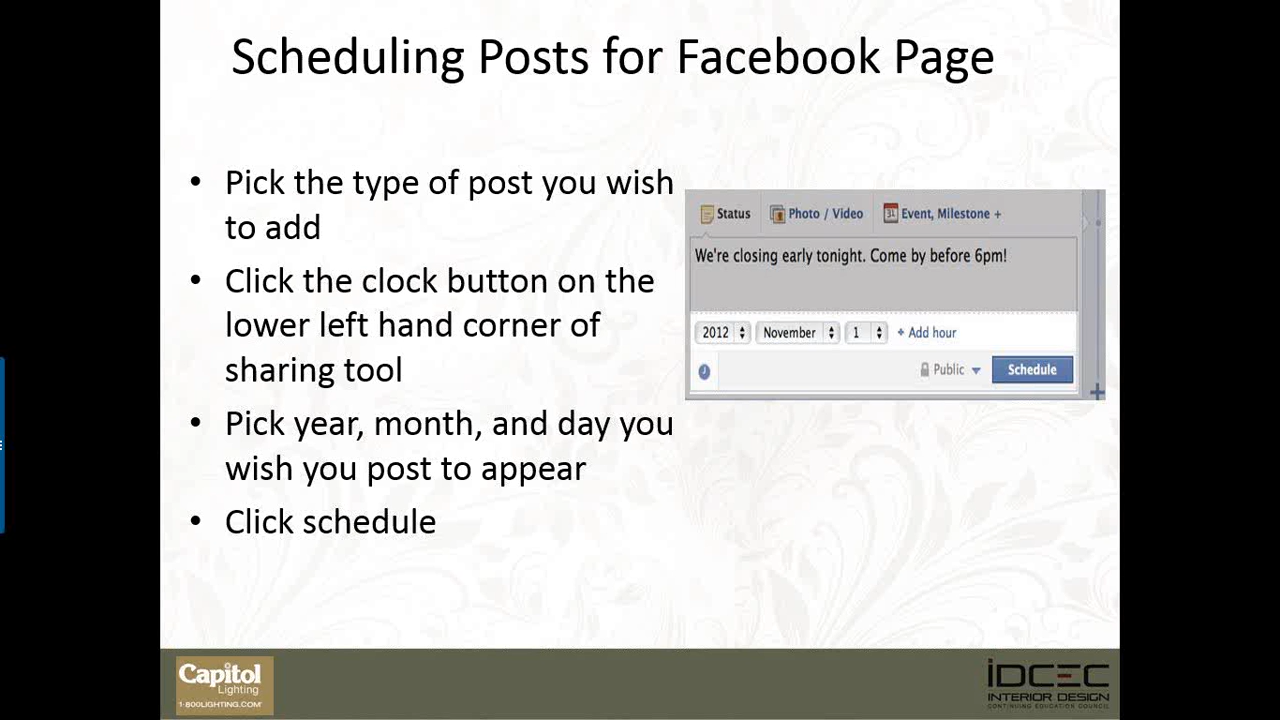 Scheduling Posts for Facebook Page
• Pick the type of post you wish
to add
• Click the clock button on the
lower left hand corner of
sharing tool
• Pick year, month, and day you
wish you post to appear
• Click schedule
Status Photo / Video 31 Event, Milestone +
We're closing early tonight. Come by before 6pm!
2012 November 1 + Add hour
Public Schedule
Capitol
Lighting
1-800LIGHTING.COM
IDCEC
INTERIOR DESIGN
CONTINUING EDUCATION COUNCIL